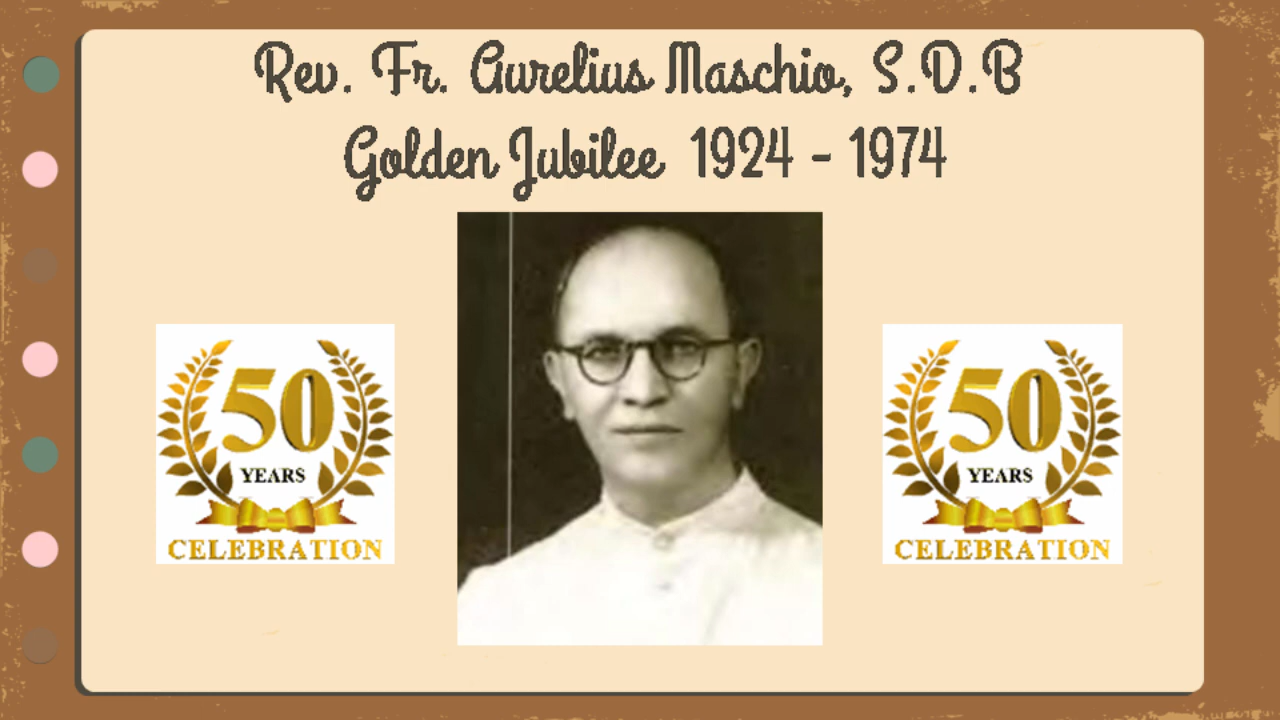 Rev. Fr. Aurelius Maschio, S.D.B
Golden Jubilee 1924 - 1974
50
YEARS
CELEBRATION
50
YEARS
CELEBRATION